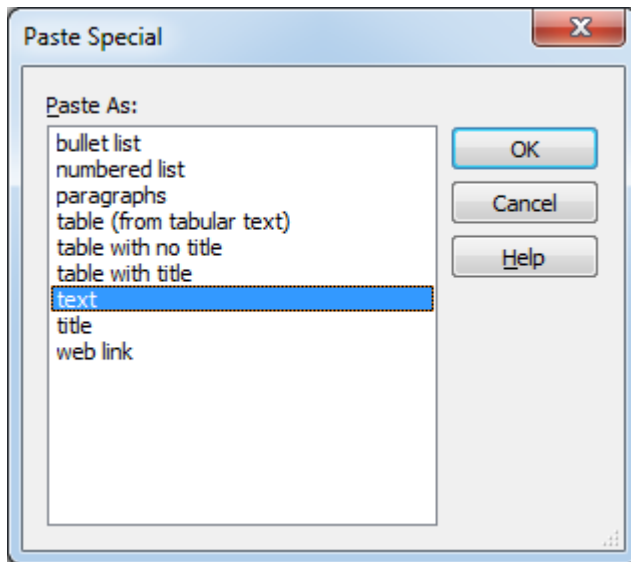 Paste Special
Paste As:
bullet list
numbered list
paragraphs
table (from tabular text)
table with no title
table with title
text
title
web link
OK
Cancel
Help